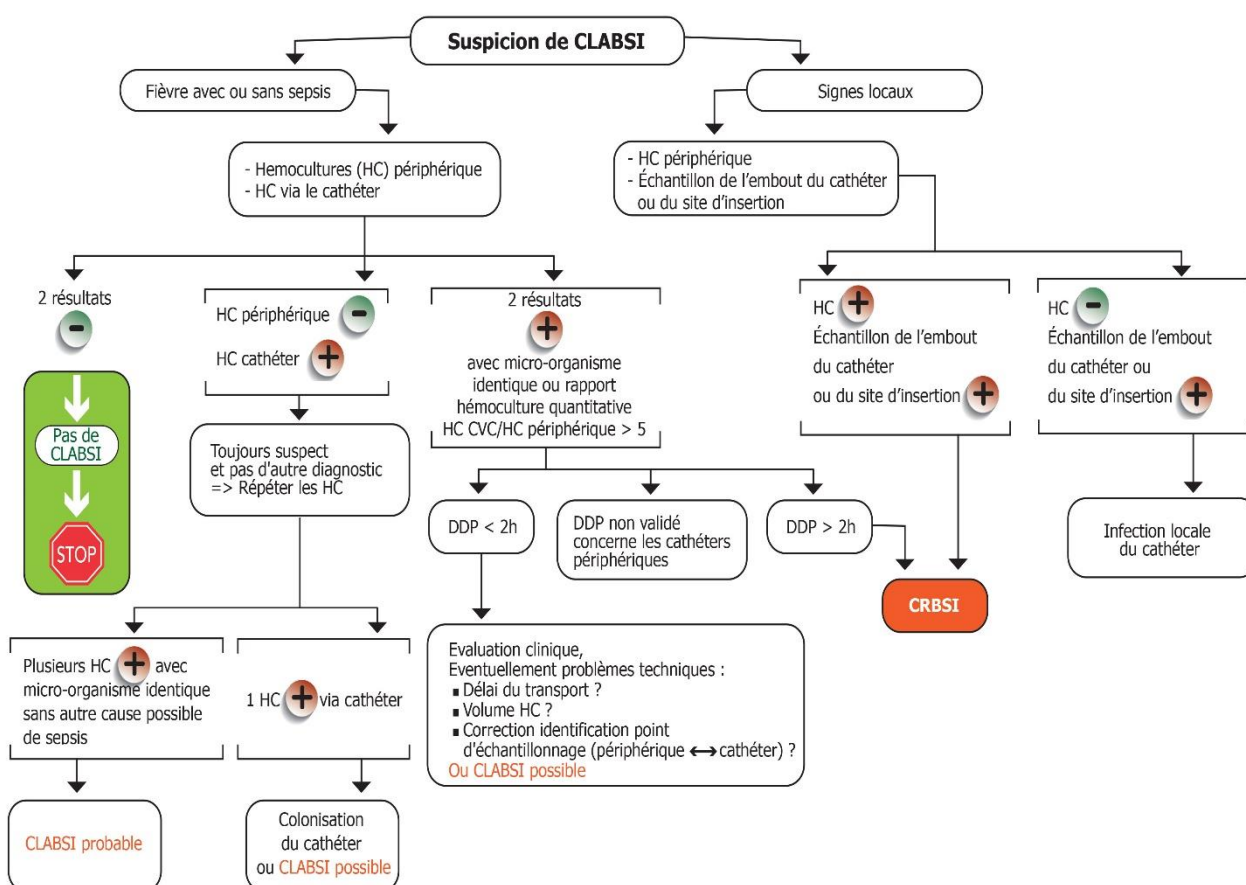 Suspicion de CLABSI
Fièvre avec ou sans sepsis
Signes locaux
- Hemocultures (HC) périphérique
- HC via le cathéter
- HC périphérique
- Échantillon de l'embout du cathéter
ou du site d'insertion
2 résultats
-
Pas de
CLABSI
STOP
HC périphérique -
HC cathéter +
2 résultats
+
avec micro-organisme
identique ou rapport
hémoculture quantitative
HC CVC/HC périphérique > 5
HC +
Échantillon de l'embout
du cathéter
ou du site d'insertion +
HC -
Échantillon de l'embout
du cathéter ou
du site d'insertion +
Toujours suspect
et pas d'autre diagnostic
=> Répéter les HC
DDP < 2h
DDP non validé
concerne les cathéters
périphériques
DDP > 2h
Infection locale
du cathéter
CRBSI
Plusieurs HC + avec
micro-organisme identique
sans autre cause possible
de sepsis
1 HC + via cathéter
Evaluation clinique,
Eventuellement problèmes techniques :
▪ Délai du transport ?
▪ Volume HC ?
▪ Correction identification point
d'échantillonnage (périphérique ↔ cathéter) ?
Ou CLABSI possible
CLABSI probable
Colonisation
du cathéter
ou CLABSI possible